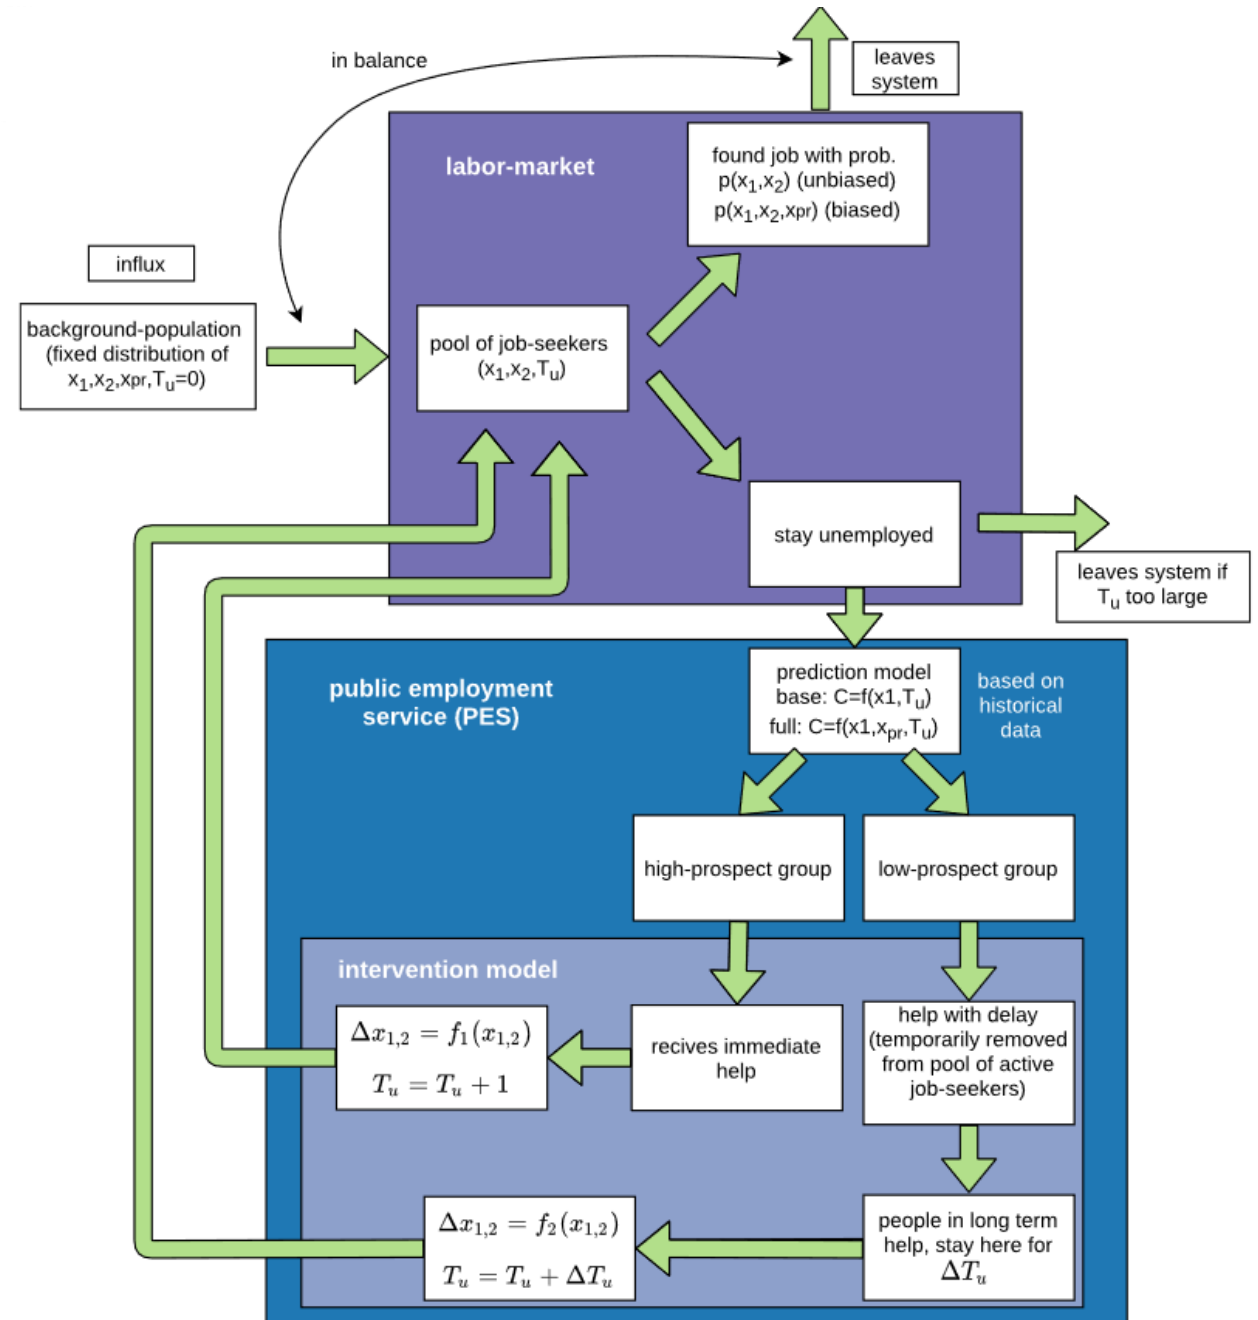 in balance
leaves
system
labor-market
found job with prob.
p(x₁,x₂) (unbiased)
p(x₁,x₂,xpr) (biased)
influx
background-population
(fixed distribution of
x₁,x₂,xpr,Tᵤ=0)
pool of job-seekers
(x₁,x₂,Tᵤ)
stay unemployed
leaves system if
Tᵤ too large
public employment
service (PES)
prediction model
base: C=f(x1,Tᵤ)
full: C=f(x1,x_pr,Tᵤ)
based on
historical
data
high-prospect group
low-prospect group
intervention model
Δx₁,₂ = f₁(x₁,₂)
Tᵤ = Tᵤ + 1
recives immediate
help
help with delay
(temporarily removed
from pool of active
job-seekers)
Δx₁,₂ = f₂(x₁,₂)
Tᵤ = Tᵤ + ΔTᵤ
people in long term
help, stay here for
ΔTᵤ